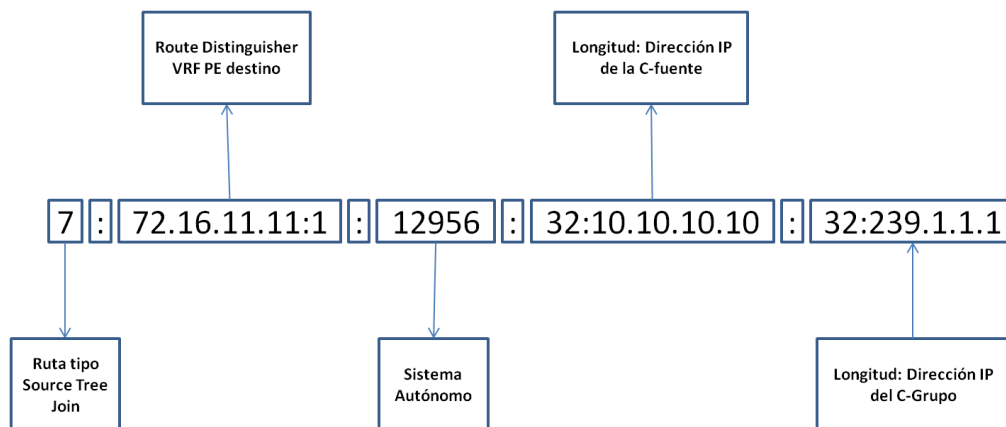 Route Distinguisher
VRF PE destino
Longitud: Dirección IP
de la C-fuente
7 : 72.16.11.11:1 : 12956 : 32:10.10.10.10 : 32:239.1.1.1
Ruta tipo
Source Tree
Join
Sistema
Autónomo
Longitud: Dirección IP
del C-Grupo